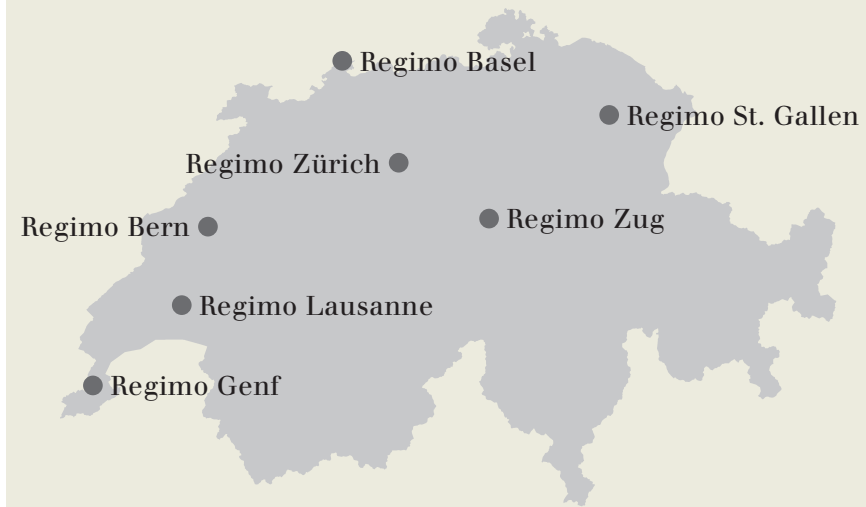 Regimo Basel
Regimo St. Gallen
Regimo Zürich
Regimo Zug
Regimo Bern
Regimo Lausanne
Regimo Genf